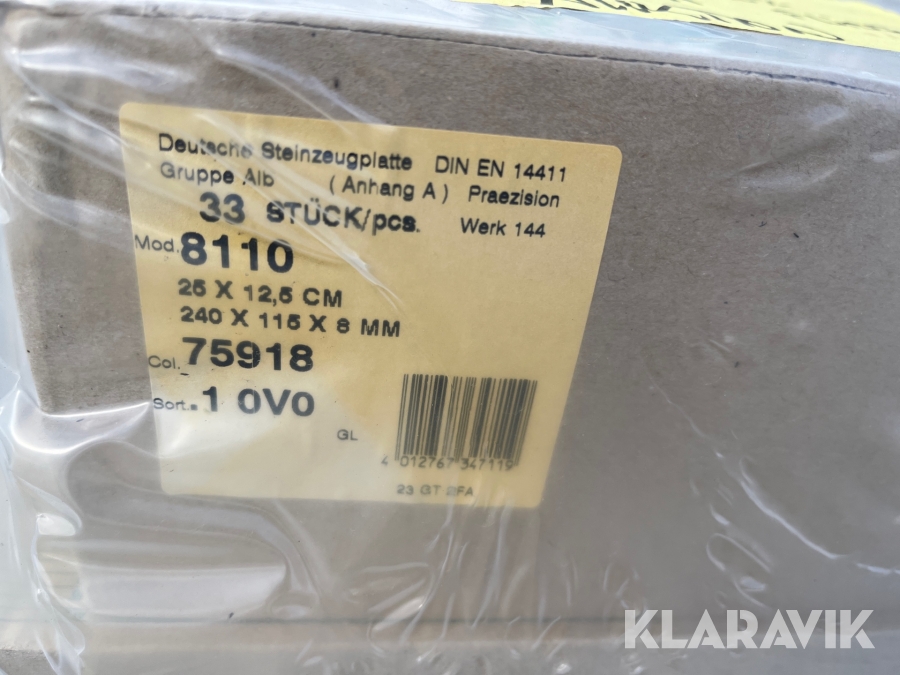 Deutsche Steinzeugplatte DIN EN 14411
Gruppe AIb (Anhang A) Praezision
33 STÜCK/pcs. Werk 144
Mod. 8110
25 X 12,5 CM
240 X 115 X 8 MM
Col. 75918
Sort. 1 0V0
GL
4 012767 347119
23 GT 2FA
KLARAVIK